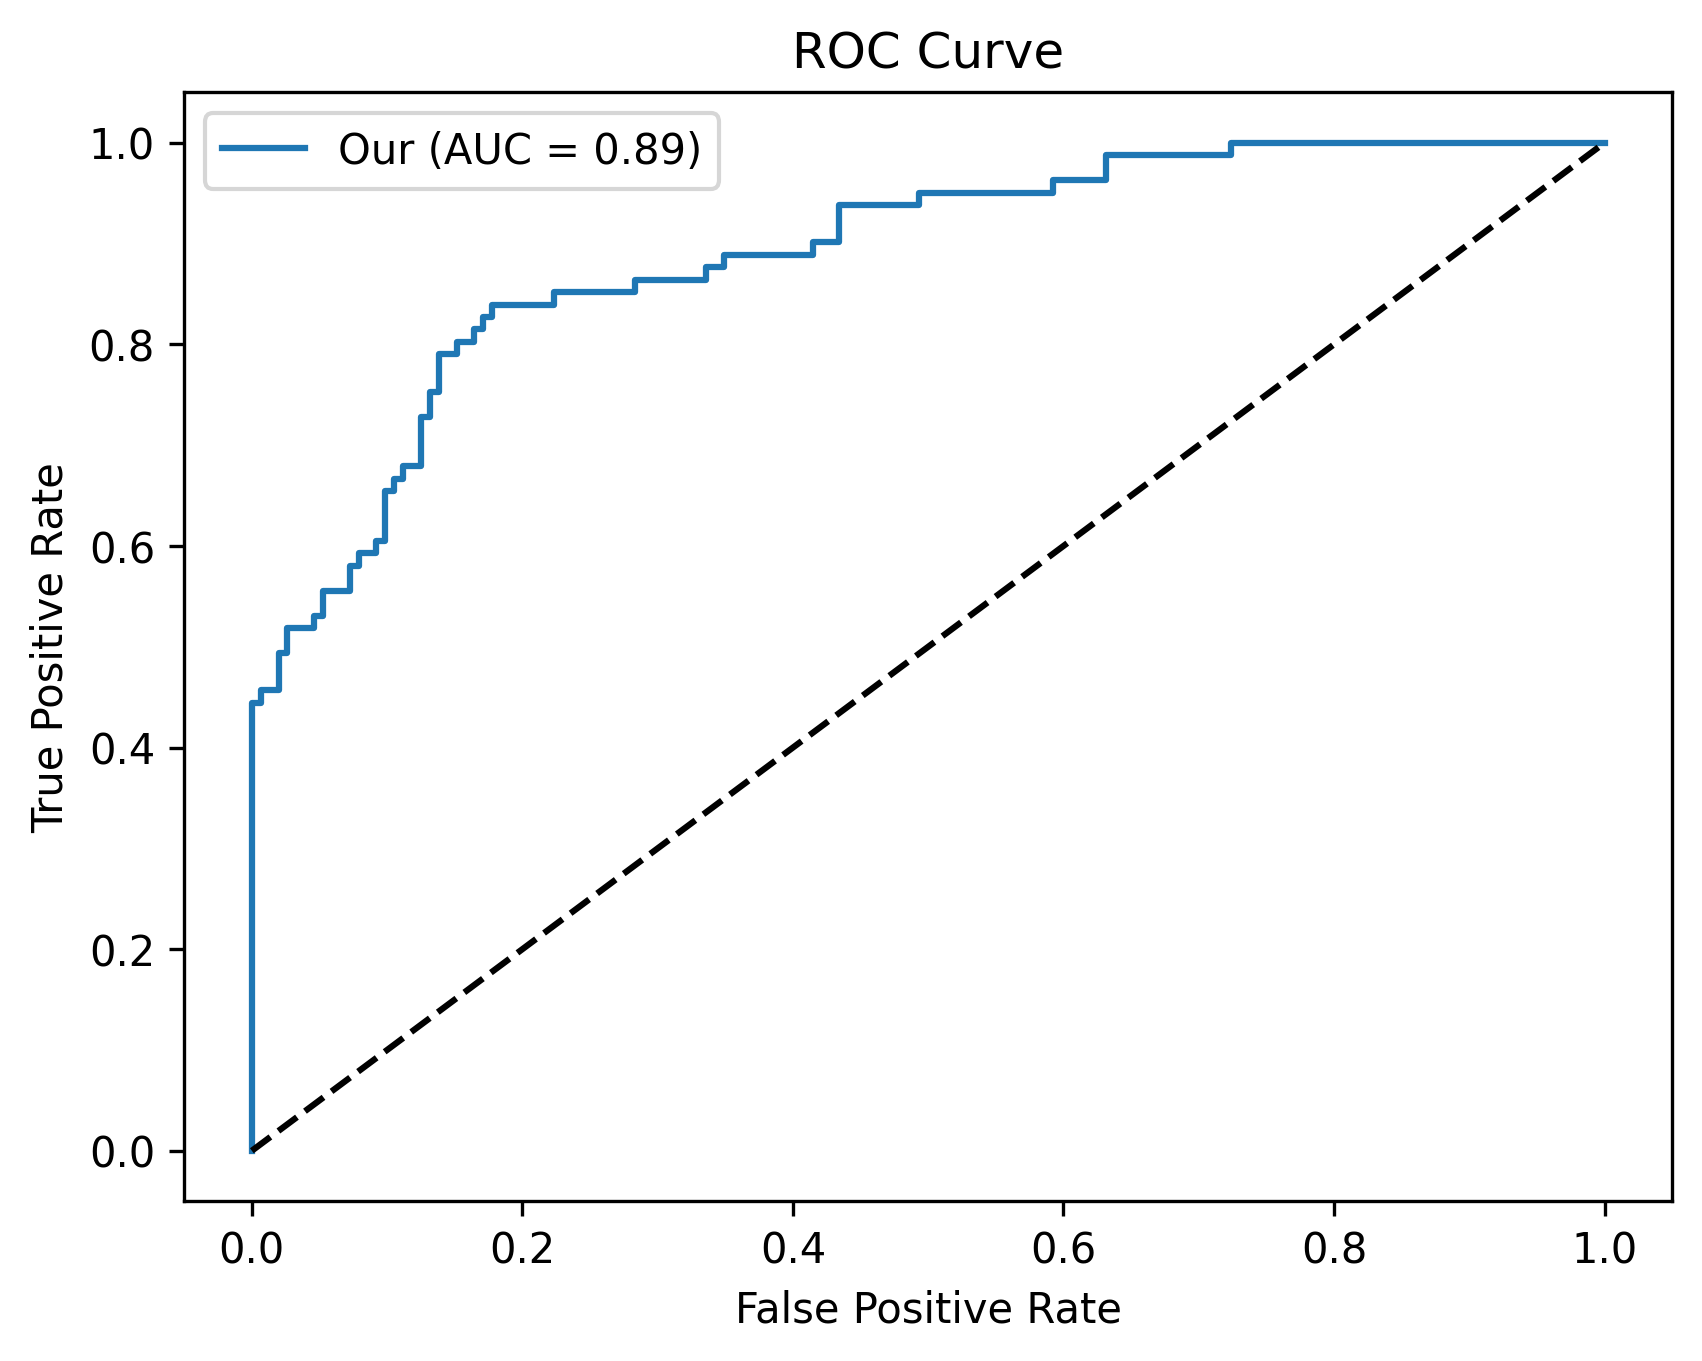 ROC Curve
Our (AUC = 0.89)
1.0
0.8
0.6
0.4
0.2
0.0
True Positive Rate
0.0 0.2 0.4 0.6 0.8 1.0
False Positive Rate